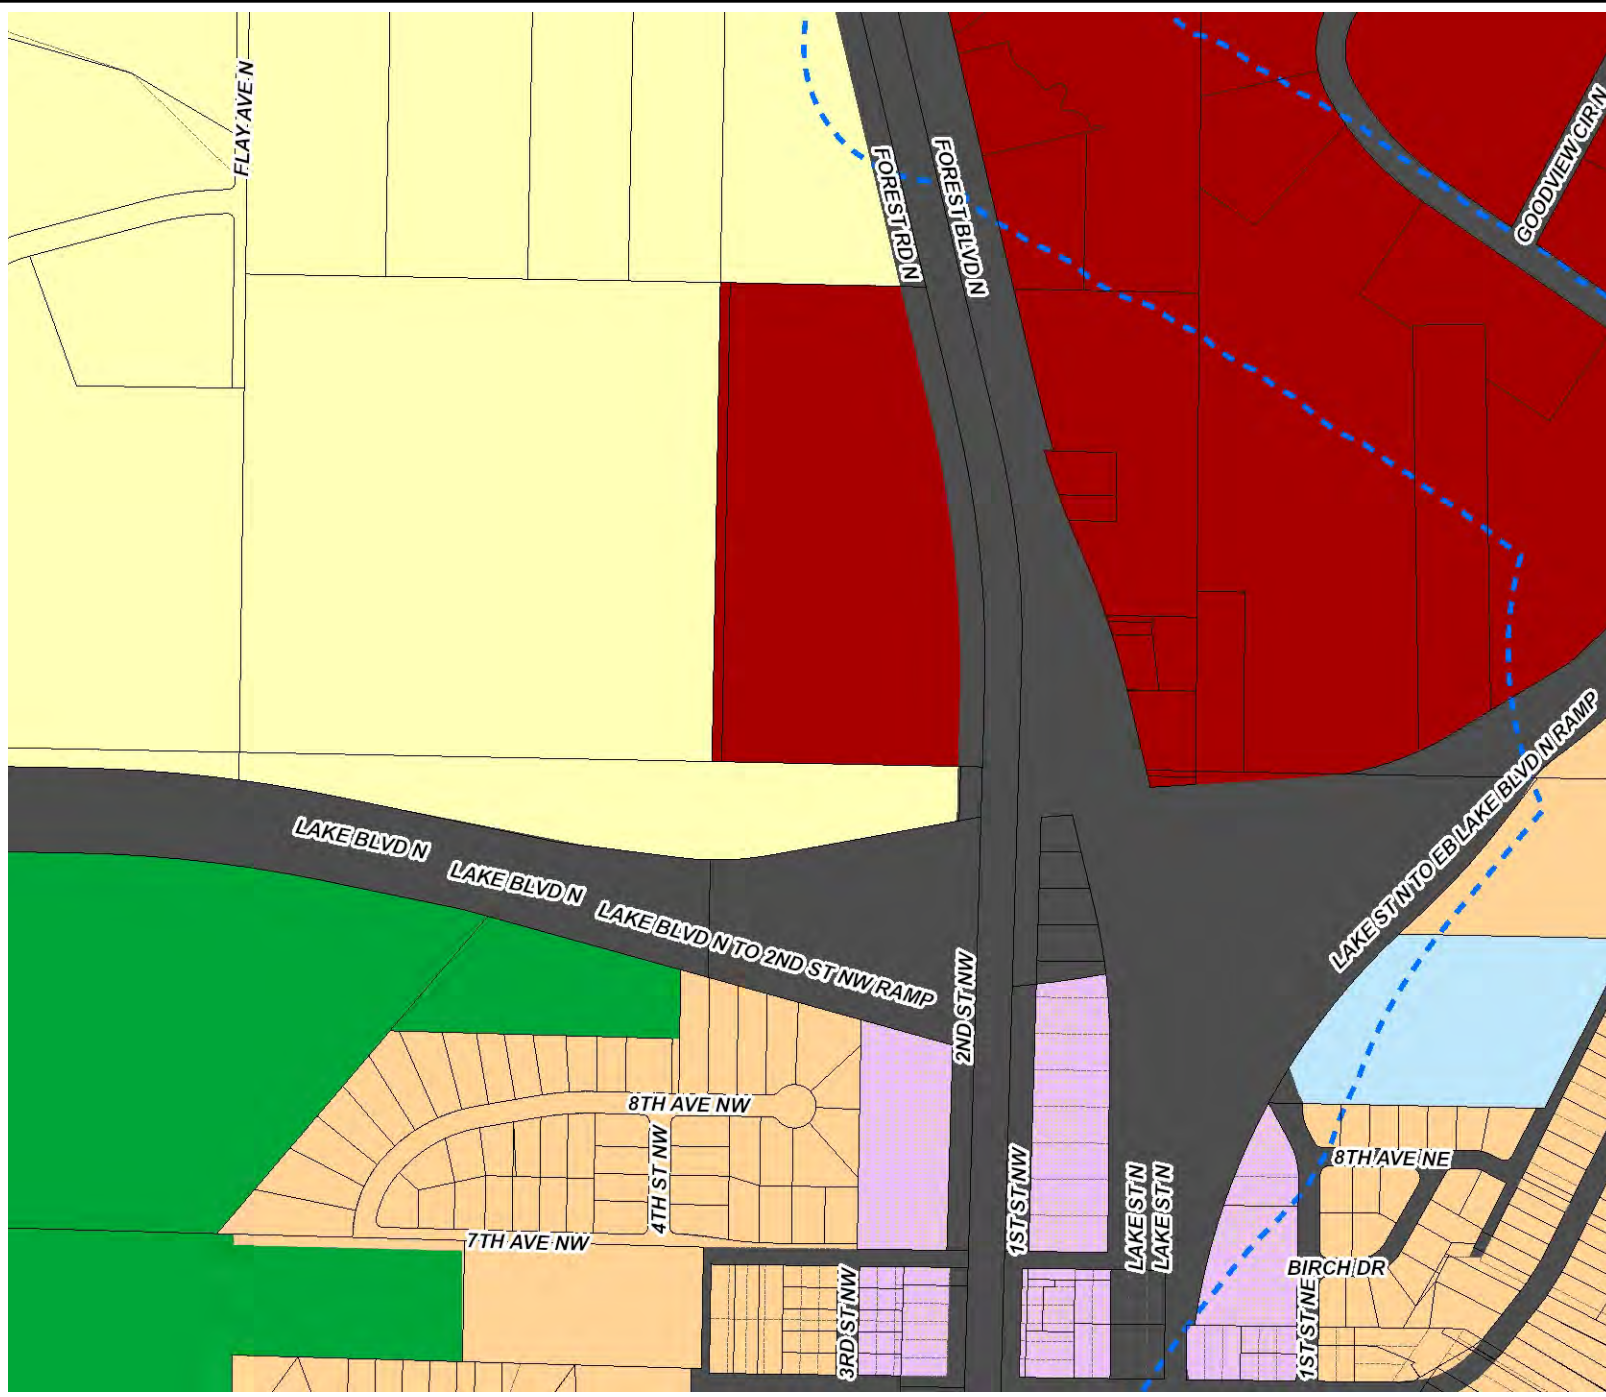 FLAY AVE N
FOREST RD N
FOREST BLVD N
GOODVIEW CIR N
LAKE BLVD N
LAKE BLVD N
LAKE BLVD N TO 2ND ST NW RAMP
LAKE ST N TO EB LAKE BLVD N RAMP
2ND ST NW
8TH AVE NW
4TH ST NW
7TH AVE NW
3RD ST NW
1ST ST NW
LAKE ST N
LAKE ST N
8TH AVE NE
BIRCH DR
1ST ST NE